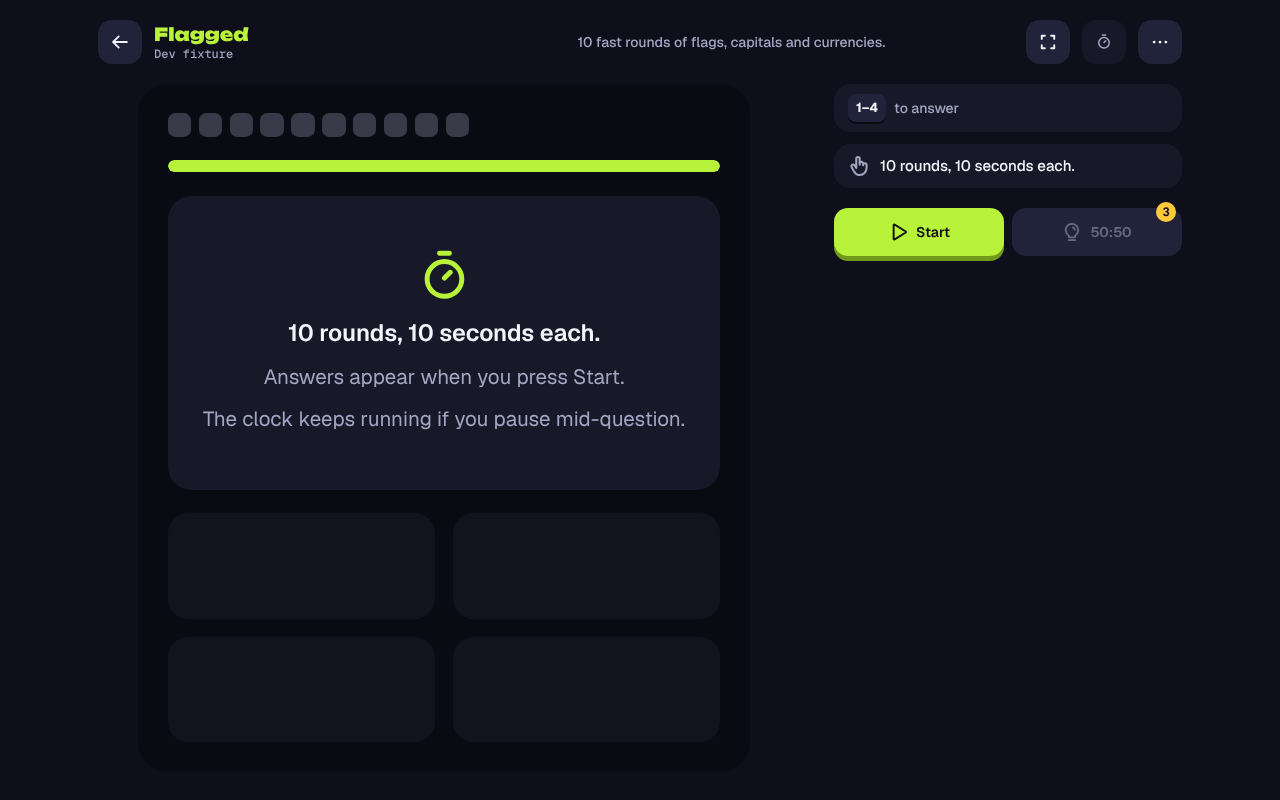 Flagged
Dev fixture
10 fast rounds of flags, capitals and currencies.
1–4 to answer
10 rounds, 10 seconds each.
Start
50:50
3
10 rounds, 10 seconds each.
Answers appear when you press Start.
The clock keeps running if you pause mid-question.